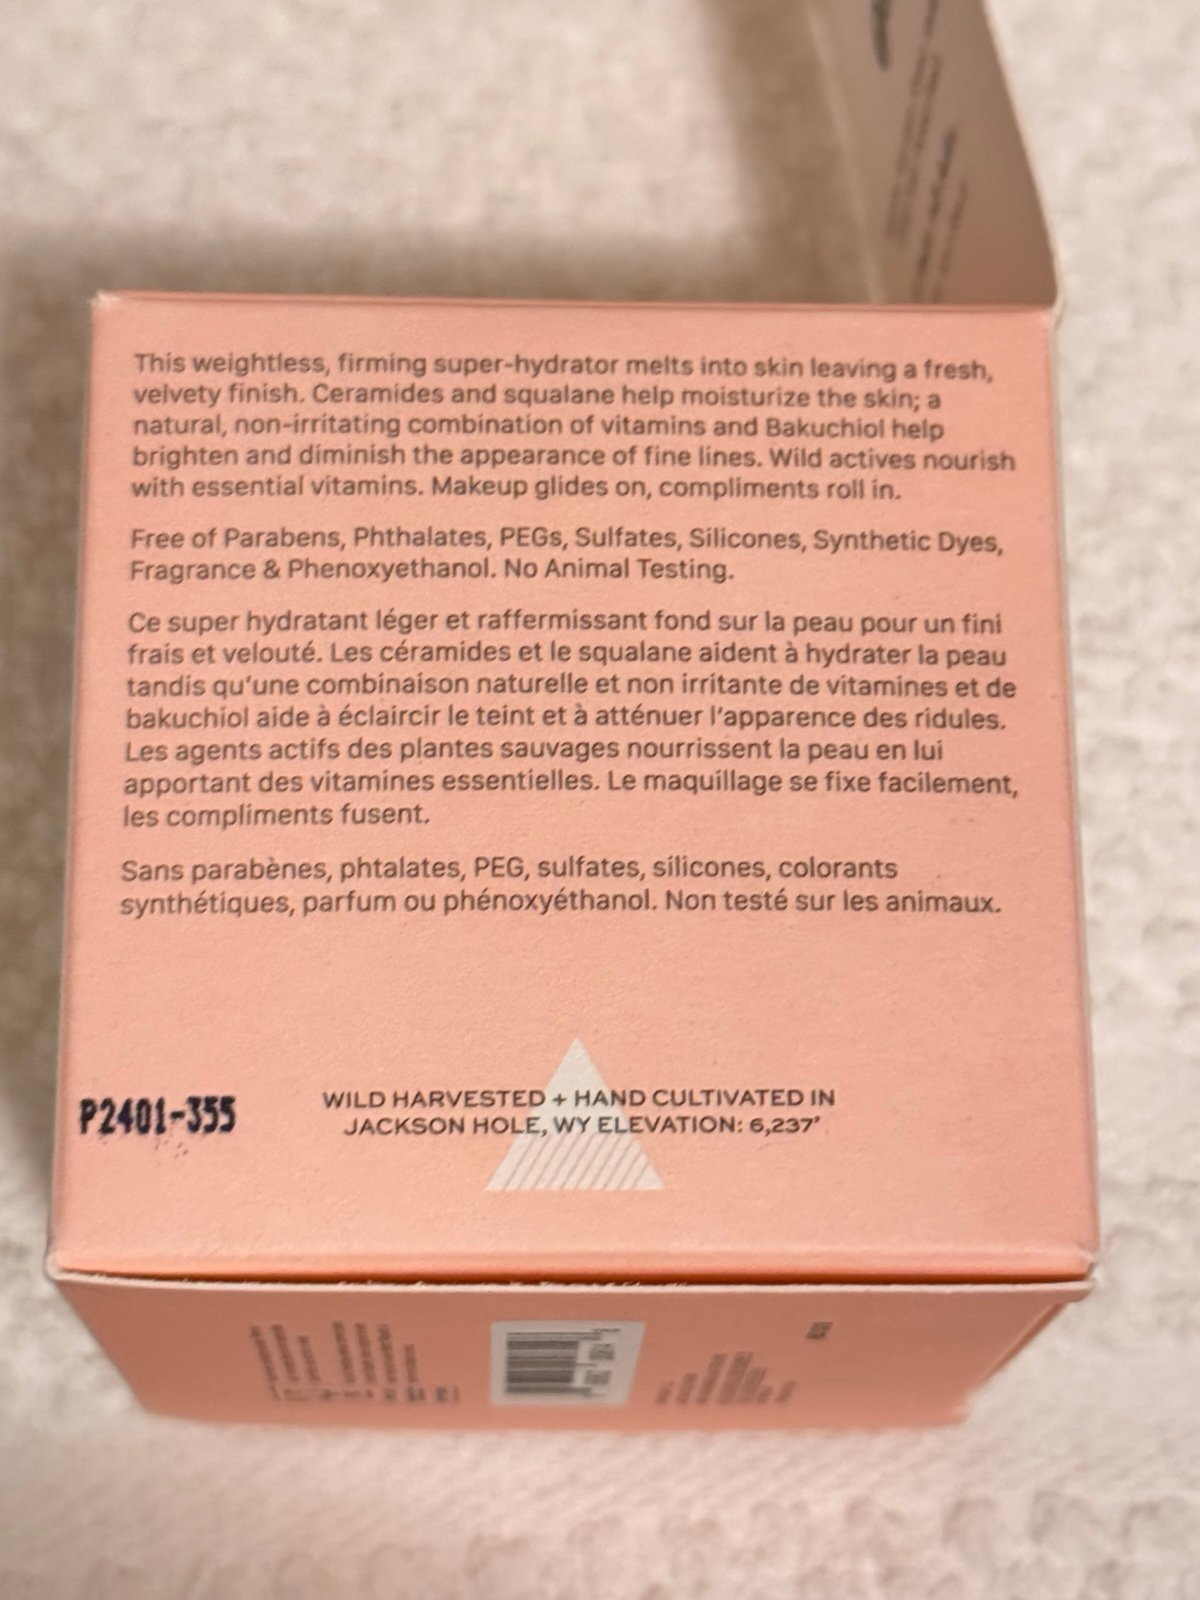 This weightless, firming super-hydrator melts into skin leaving a fresh,
velvety finish. Ceramides and squalane help moisturize the skin; a
natural, non-irritating combination of vitamins and Bakuchiol help
brighten and diminish the appearance of fine lines. Wild actives nourish
with essential vitamins. Makeup glides on, compliments roll in.
Free of Parabens, Phthalates, PEGs, Sulfates, Silicones, Synthetic Dyes,
Fragrance & Phenoxyethanol. No Animal Testing.
Ce super hydratant léger et raffermissant fond sur la peau pour un fini
frais et velouté. Les céramides et le squalane aident à hydrater la peau
tandis qu'une combinaison naturelle et non irritante de vitamines et de
bakuchiol aide à éclaircir le teint et à atténuer l'apparence des ridules.
Les agents actifs des plantes sauvages nourrissent la peau en lui
apportant des vitamines essentielles. Le maquillage se fixe facilement,
les compliments fusent.
Sans parabènes, phtalates, PEG, sulfates, silicones, colorants
synthétiques, parfum ou phénoxyéthanol. Non testé sur les animaux.
P2401-355
WILD HARVESTED + HAND CULTIVATED IN
JACKSON HOLE, WY ELEVATION: 6,237'